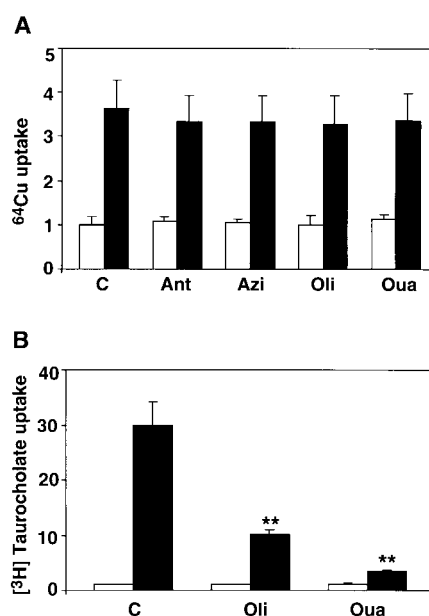 A
⁶⁴Cu uptake
5
4
3
2
1
0
C Ant Azi Oli Oua
B
[³H] Taurocholate uptake
40
30
20
10
0
**
**
C Oli Oua